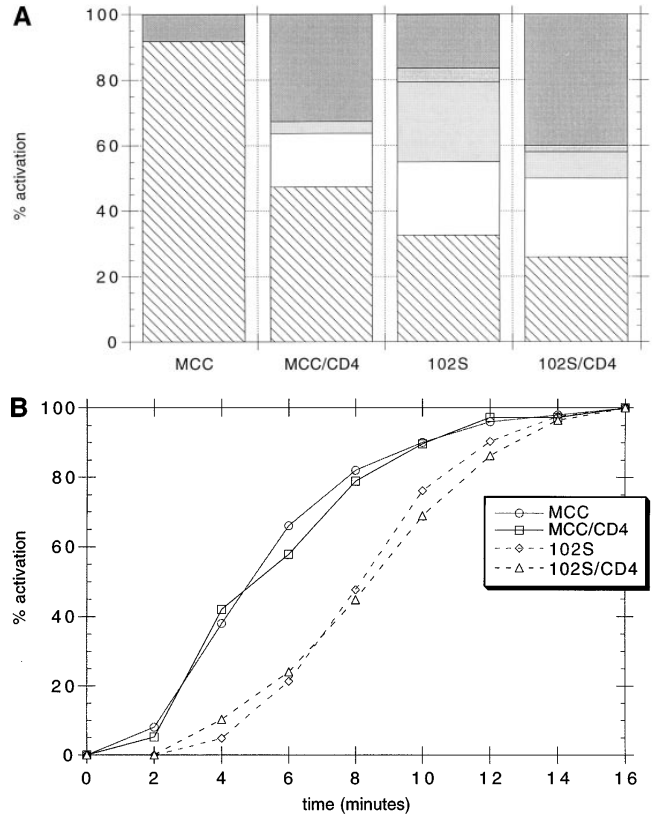 A
100
80
60
40
20
0
% activation
MCC
MCC/CD4
102S
102S/CD4
B
100
80
60
40
20
0
% activation
MCC
MCC/CD4
102S
102S/CD4
0 2 4 6 8 10 12 14 16
time (minutes)